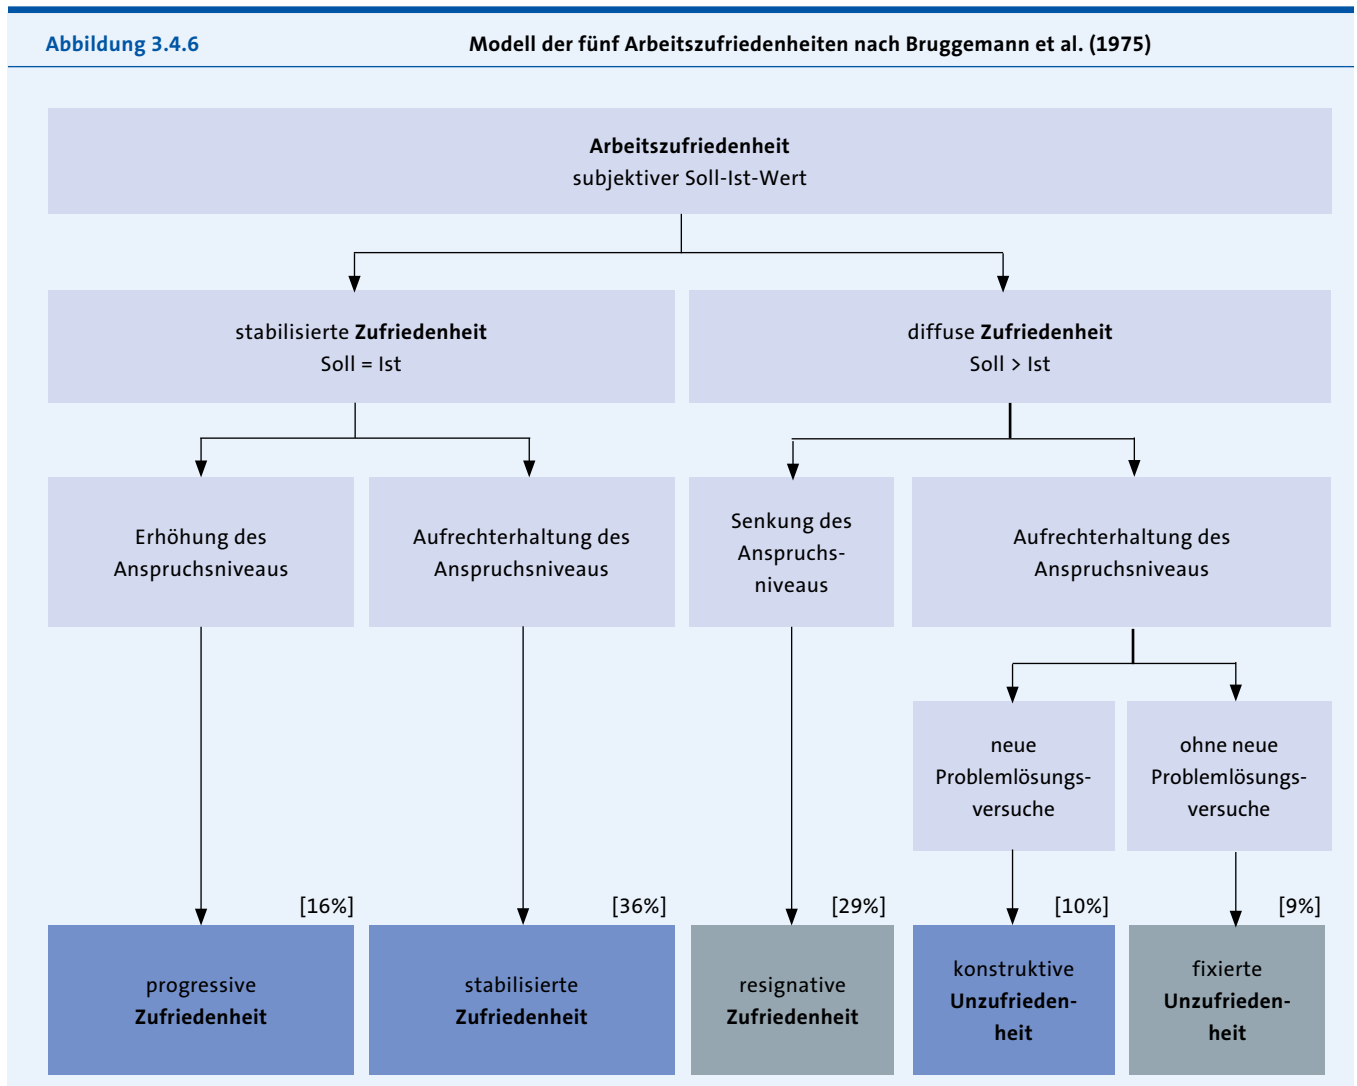 Abbildung 3.4.6
Modell der fünf Arbeitszufriedenheiten nach Bruggemann et al. (1975)
Arbeitszufriedenheit
subjektiver Soll-Ist-Wert
stabilisierte Zufriedenheit
Soll = Ist
diffuse Zufriedenheit
Soll > Ist
Erhöhung des
Anspruchsniveaus
Aufrechterhaltung des
Anspruchsniveaus
Senkung des
Anspruchs-
niveaus
Aufrechterhaltung des
Anspruchsniveaus
neue
Problemlösungs-
versuche
ohne neue
Problemlösungs-
versuche
[16%]
[36%]
[29%]
[10%]
[9%]
progressive
Zufriedenheit
stabilisierte
Zufriedenheit
resignative
Zufriedenheit
konstruktive
Unzufrieden-
heit
fixierte
Unzufrieden-
heit